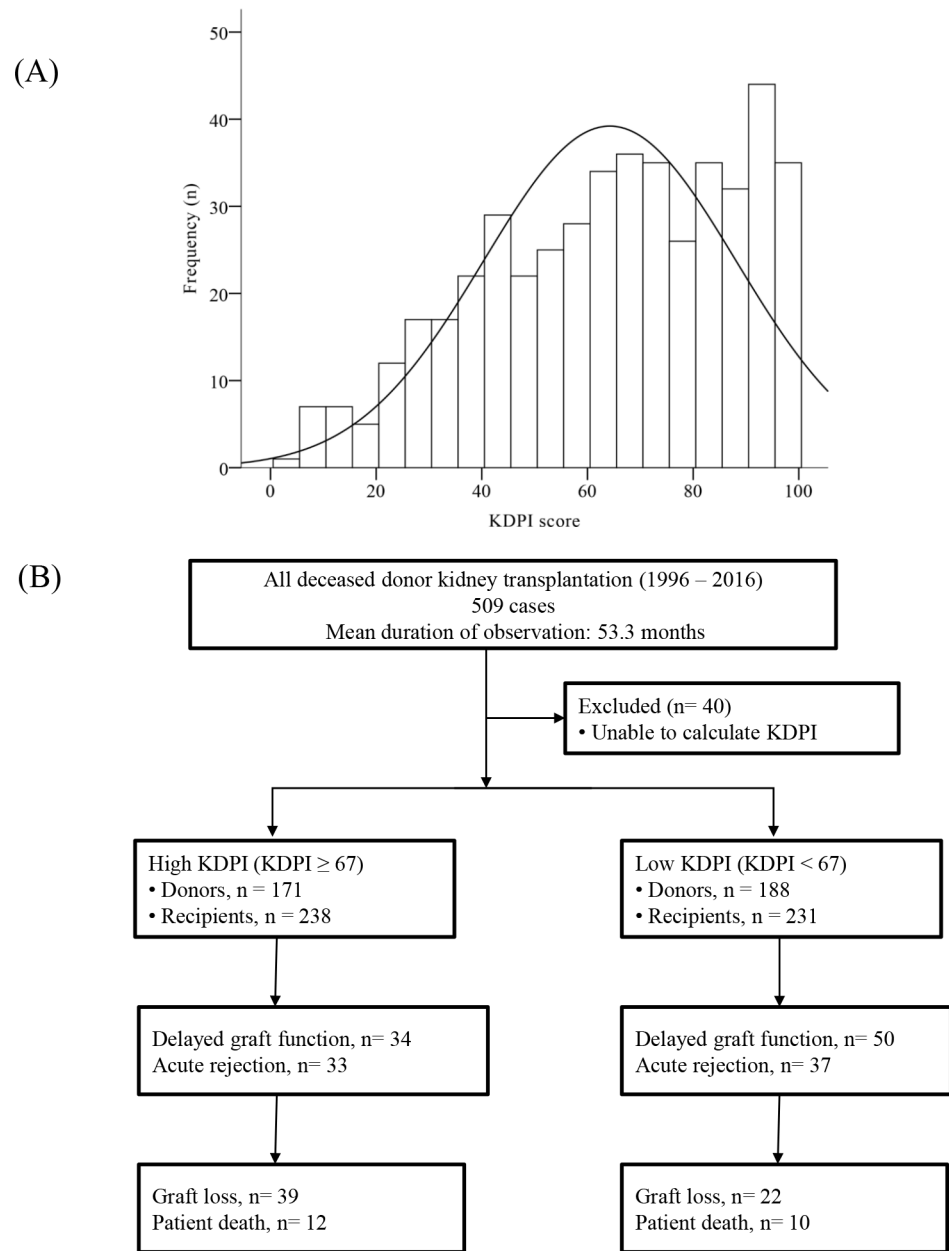 (A)
50
40
30
20
10
0
Frequency (n)
0 20 40 60 80 100
KDPI score
(B)
All deceased donor kidney transplantation (1996 – 2016)
509 cases
Mean duration of observation: 53.3 months
Excluded (n= 40)
• Unable to calculate KDPI
High KDPI (KDPI ≥ 67)
• Donors, n = 171
• Recipients, n = 238
Low KDPI (KDPI < 67)
• Donors, n = 188
• Recipients, n = 231
Delayed graft function, n= 34
Acute rejection, n= 33
Delayed graft function, n= 50
Acute rejection, n= 37
Graft loss, n= 39
Patient death, n= 12
Graft loss, n= 22
Patient death, n= 10